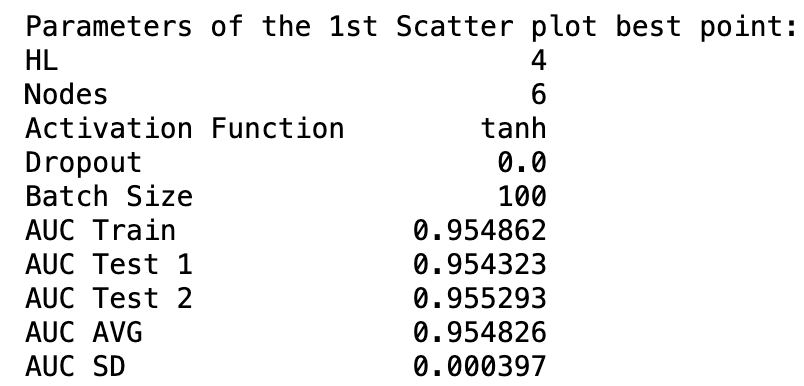 Parameters of the 1st Scatter plot best point:
HL 4
Nodes 6
Activation Function tanh
Dropout 0.0
Batch Size 100
AUC Train 0.954862
AUC Test 1 0.954323
AUC Test 2 0.955293
AUC AVG 0.954826
AUC SD 0.000397